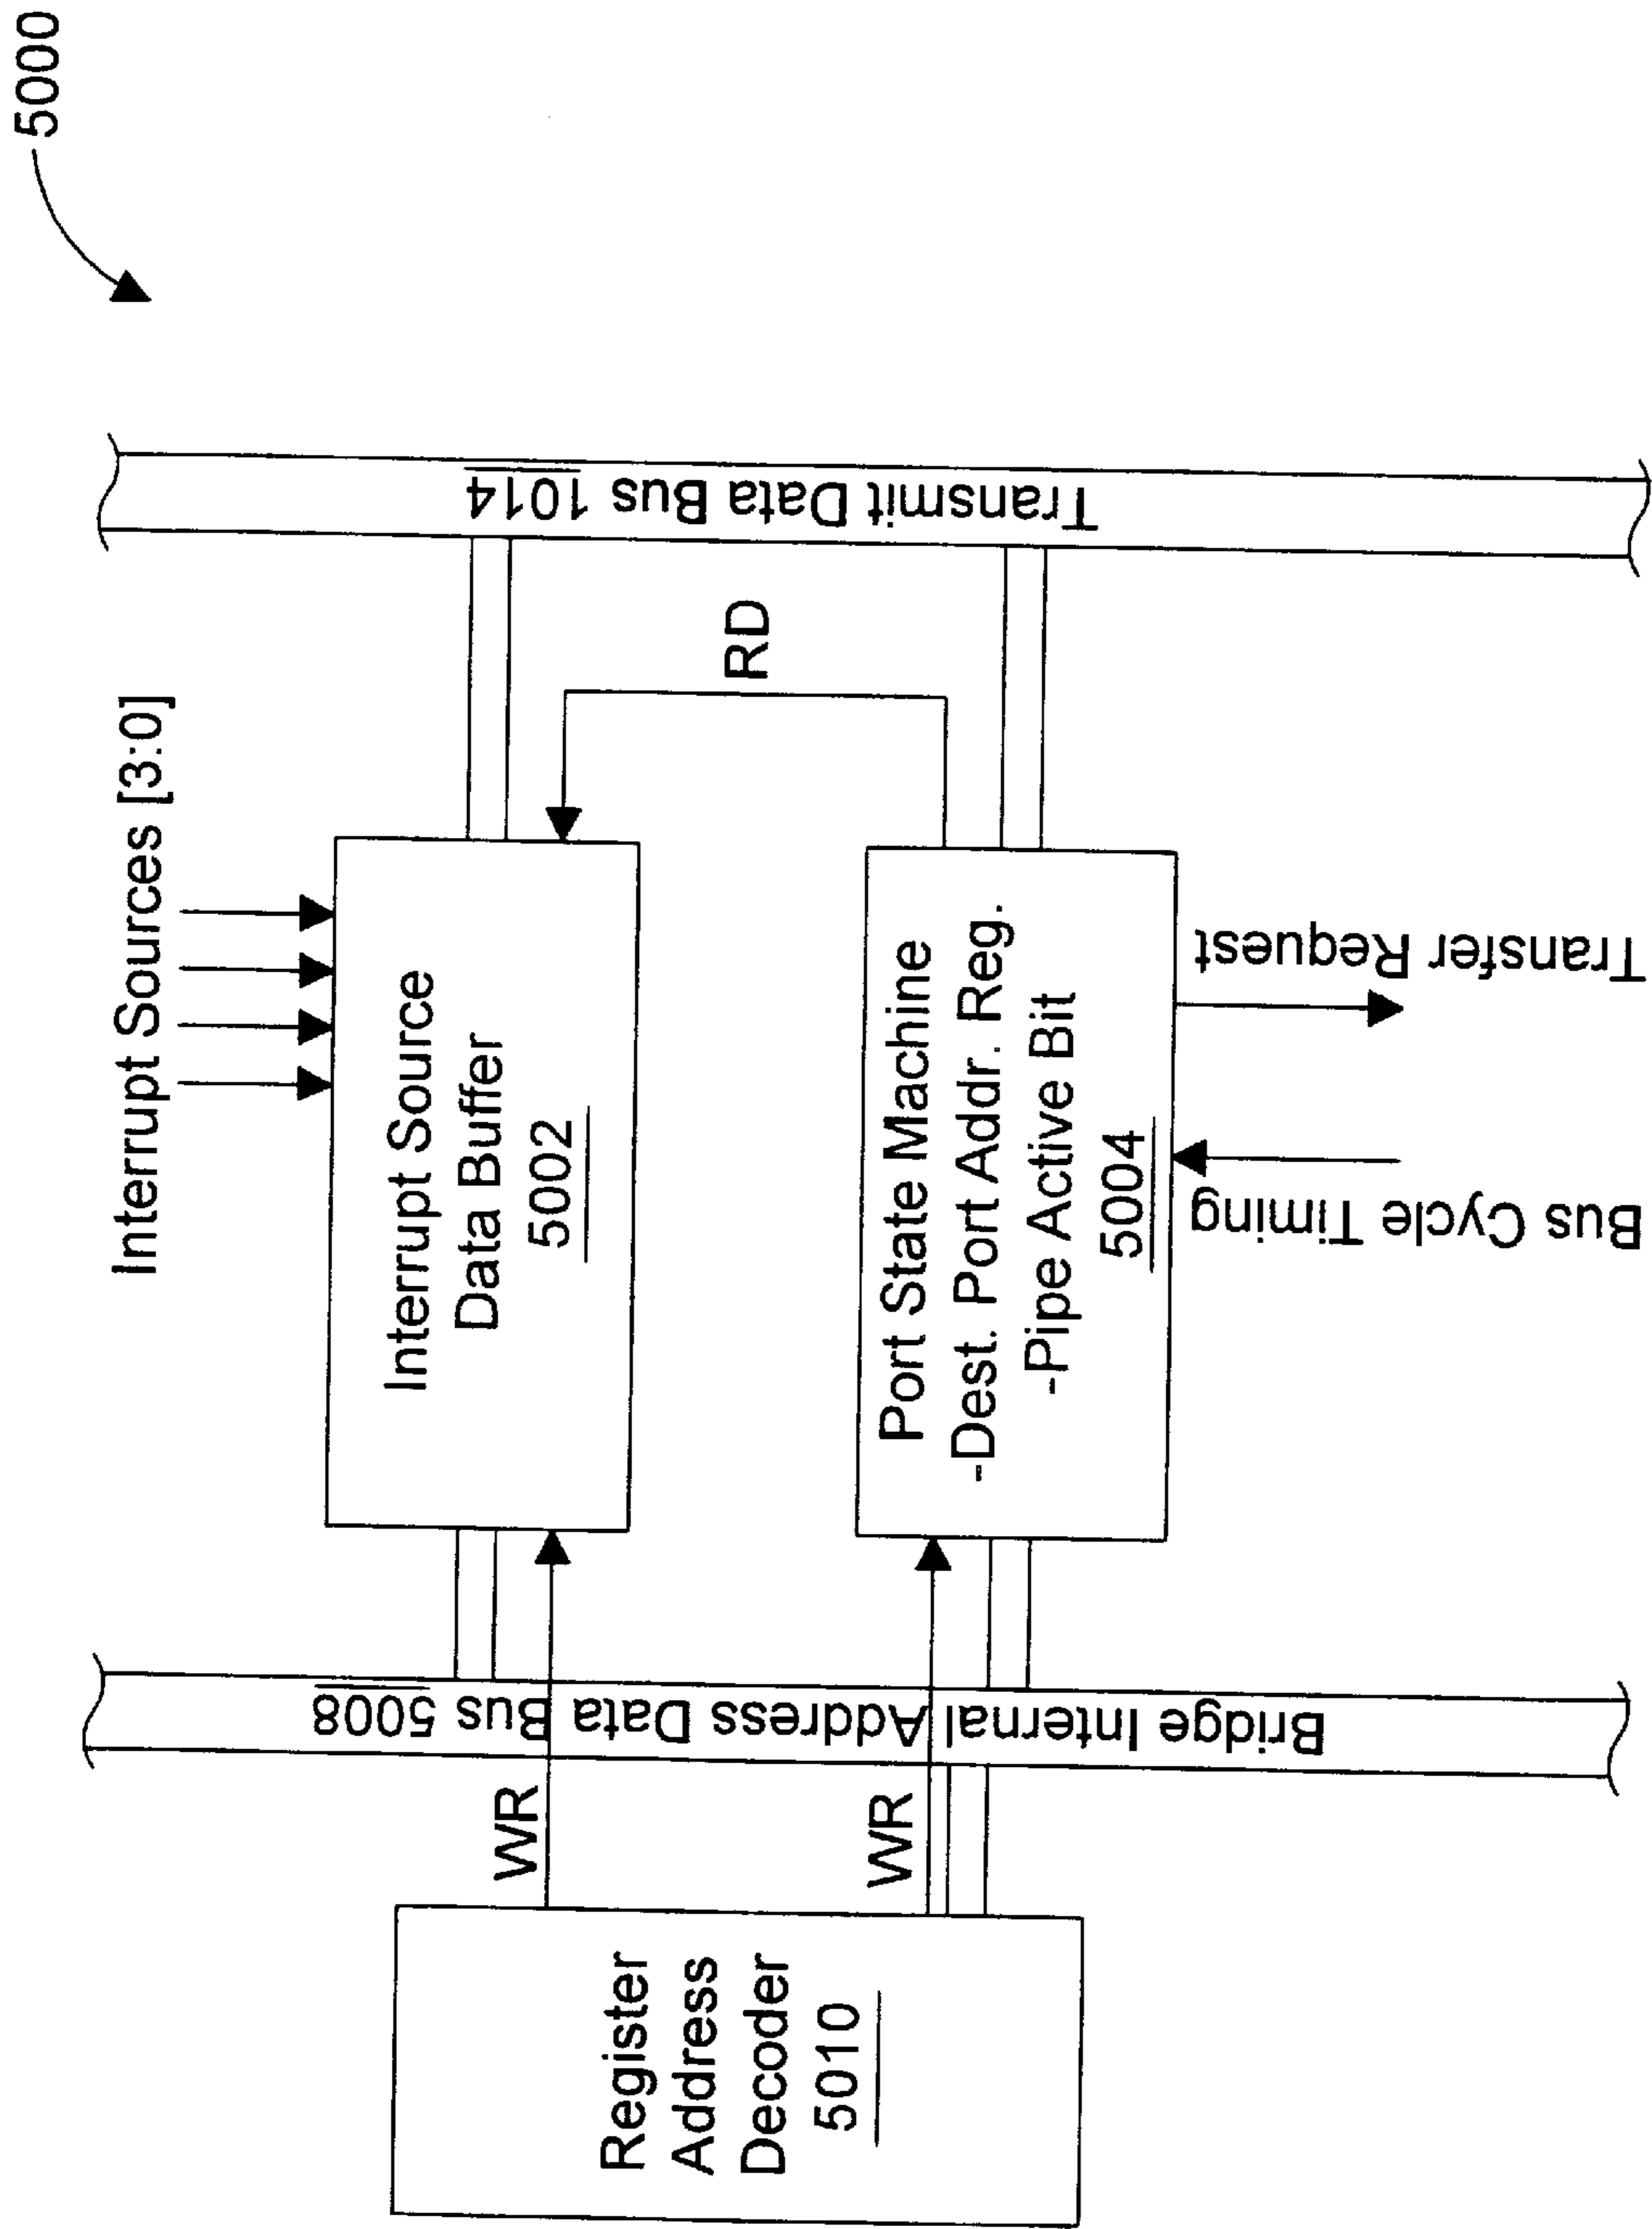 5000
Interrupt Sources [3:0]
Interrupt Source
Data Buffer
5002
RD
Transmit Data Bus 1014
WR
WR
Bridge Internal Address Data Bus 5008
Register
Address
Decoder
5010
Port State Machine
-Dest. Port Addr. Reg.
-Pipe Active Bit
5004
Bus Cycle Timing
Transfer Request